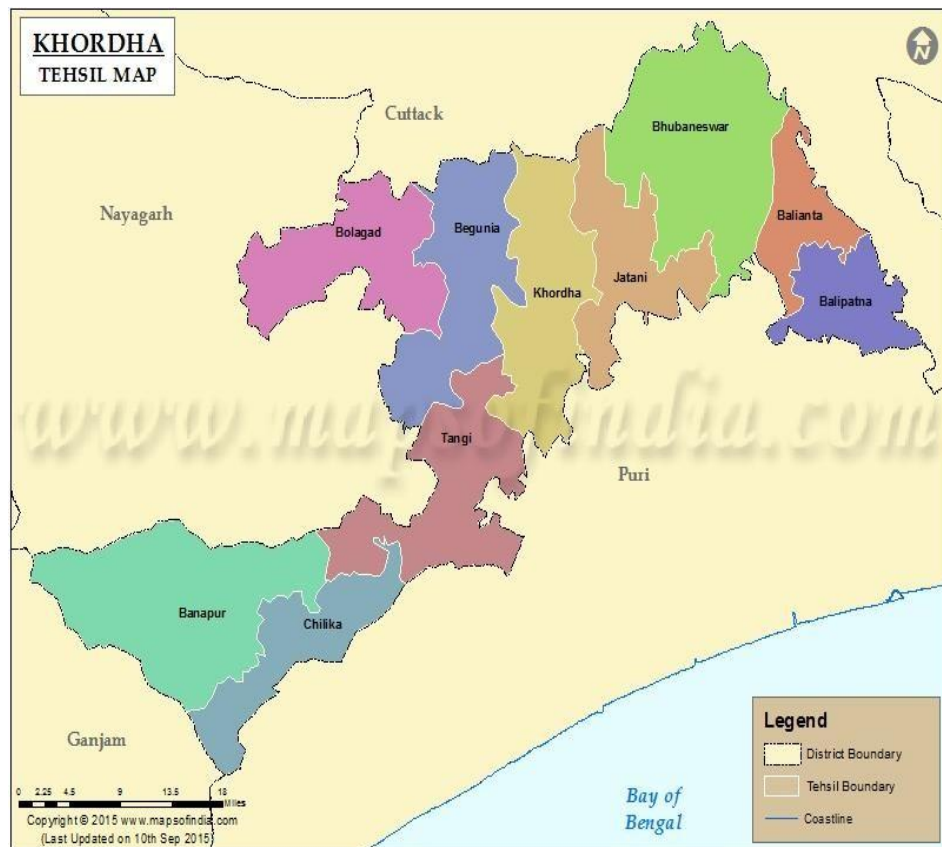 KHORDHA
TEHSIL MAP
N
Cuttack
Bhubaneswar
Nayagarh
Bolagad
Begunia
Balianta
Khordha
Jatani
Balipatna
www.mapsofindia.com
Tangi
Puri
Banapur
Chilika
Ganjam
Bay of
Bengal
Legend
District Boundary
Tehsil Boundary
Coastline
0 2.25 4.5 9 13.5 18
Miles
Copyright © 2015 www.mapsofindia.com
(Last Updated on 10th Sep 2015)